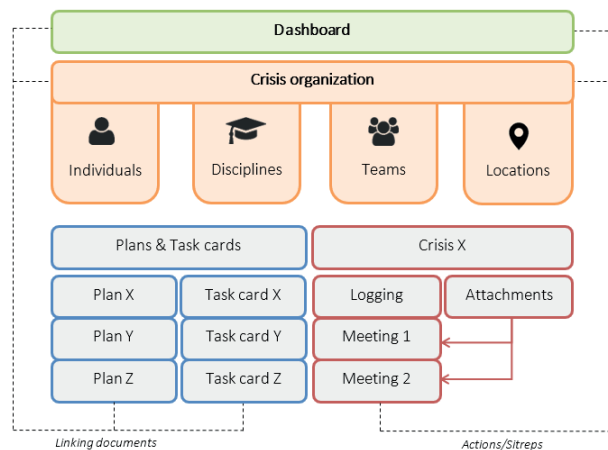 Dashboard
Crisis organization
Individuals
Disciplines
Teams
Locations
Plans & Task cards
Crisis X
Plan X
Task card X
Logging
Attachments
Plan Y
Task card Y
Meeting 1
Plan Z
Task card Z
Meeting 2
Linking documents
Actions/Sitreps